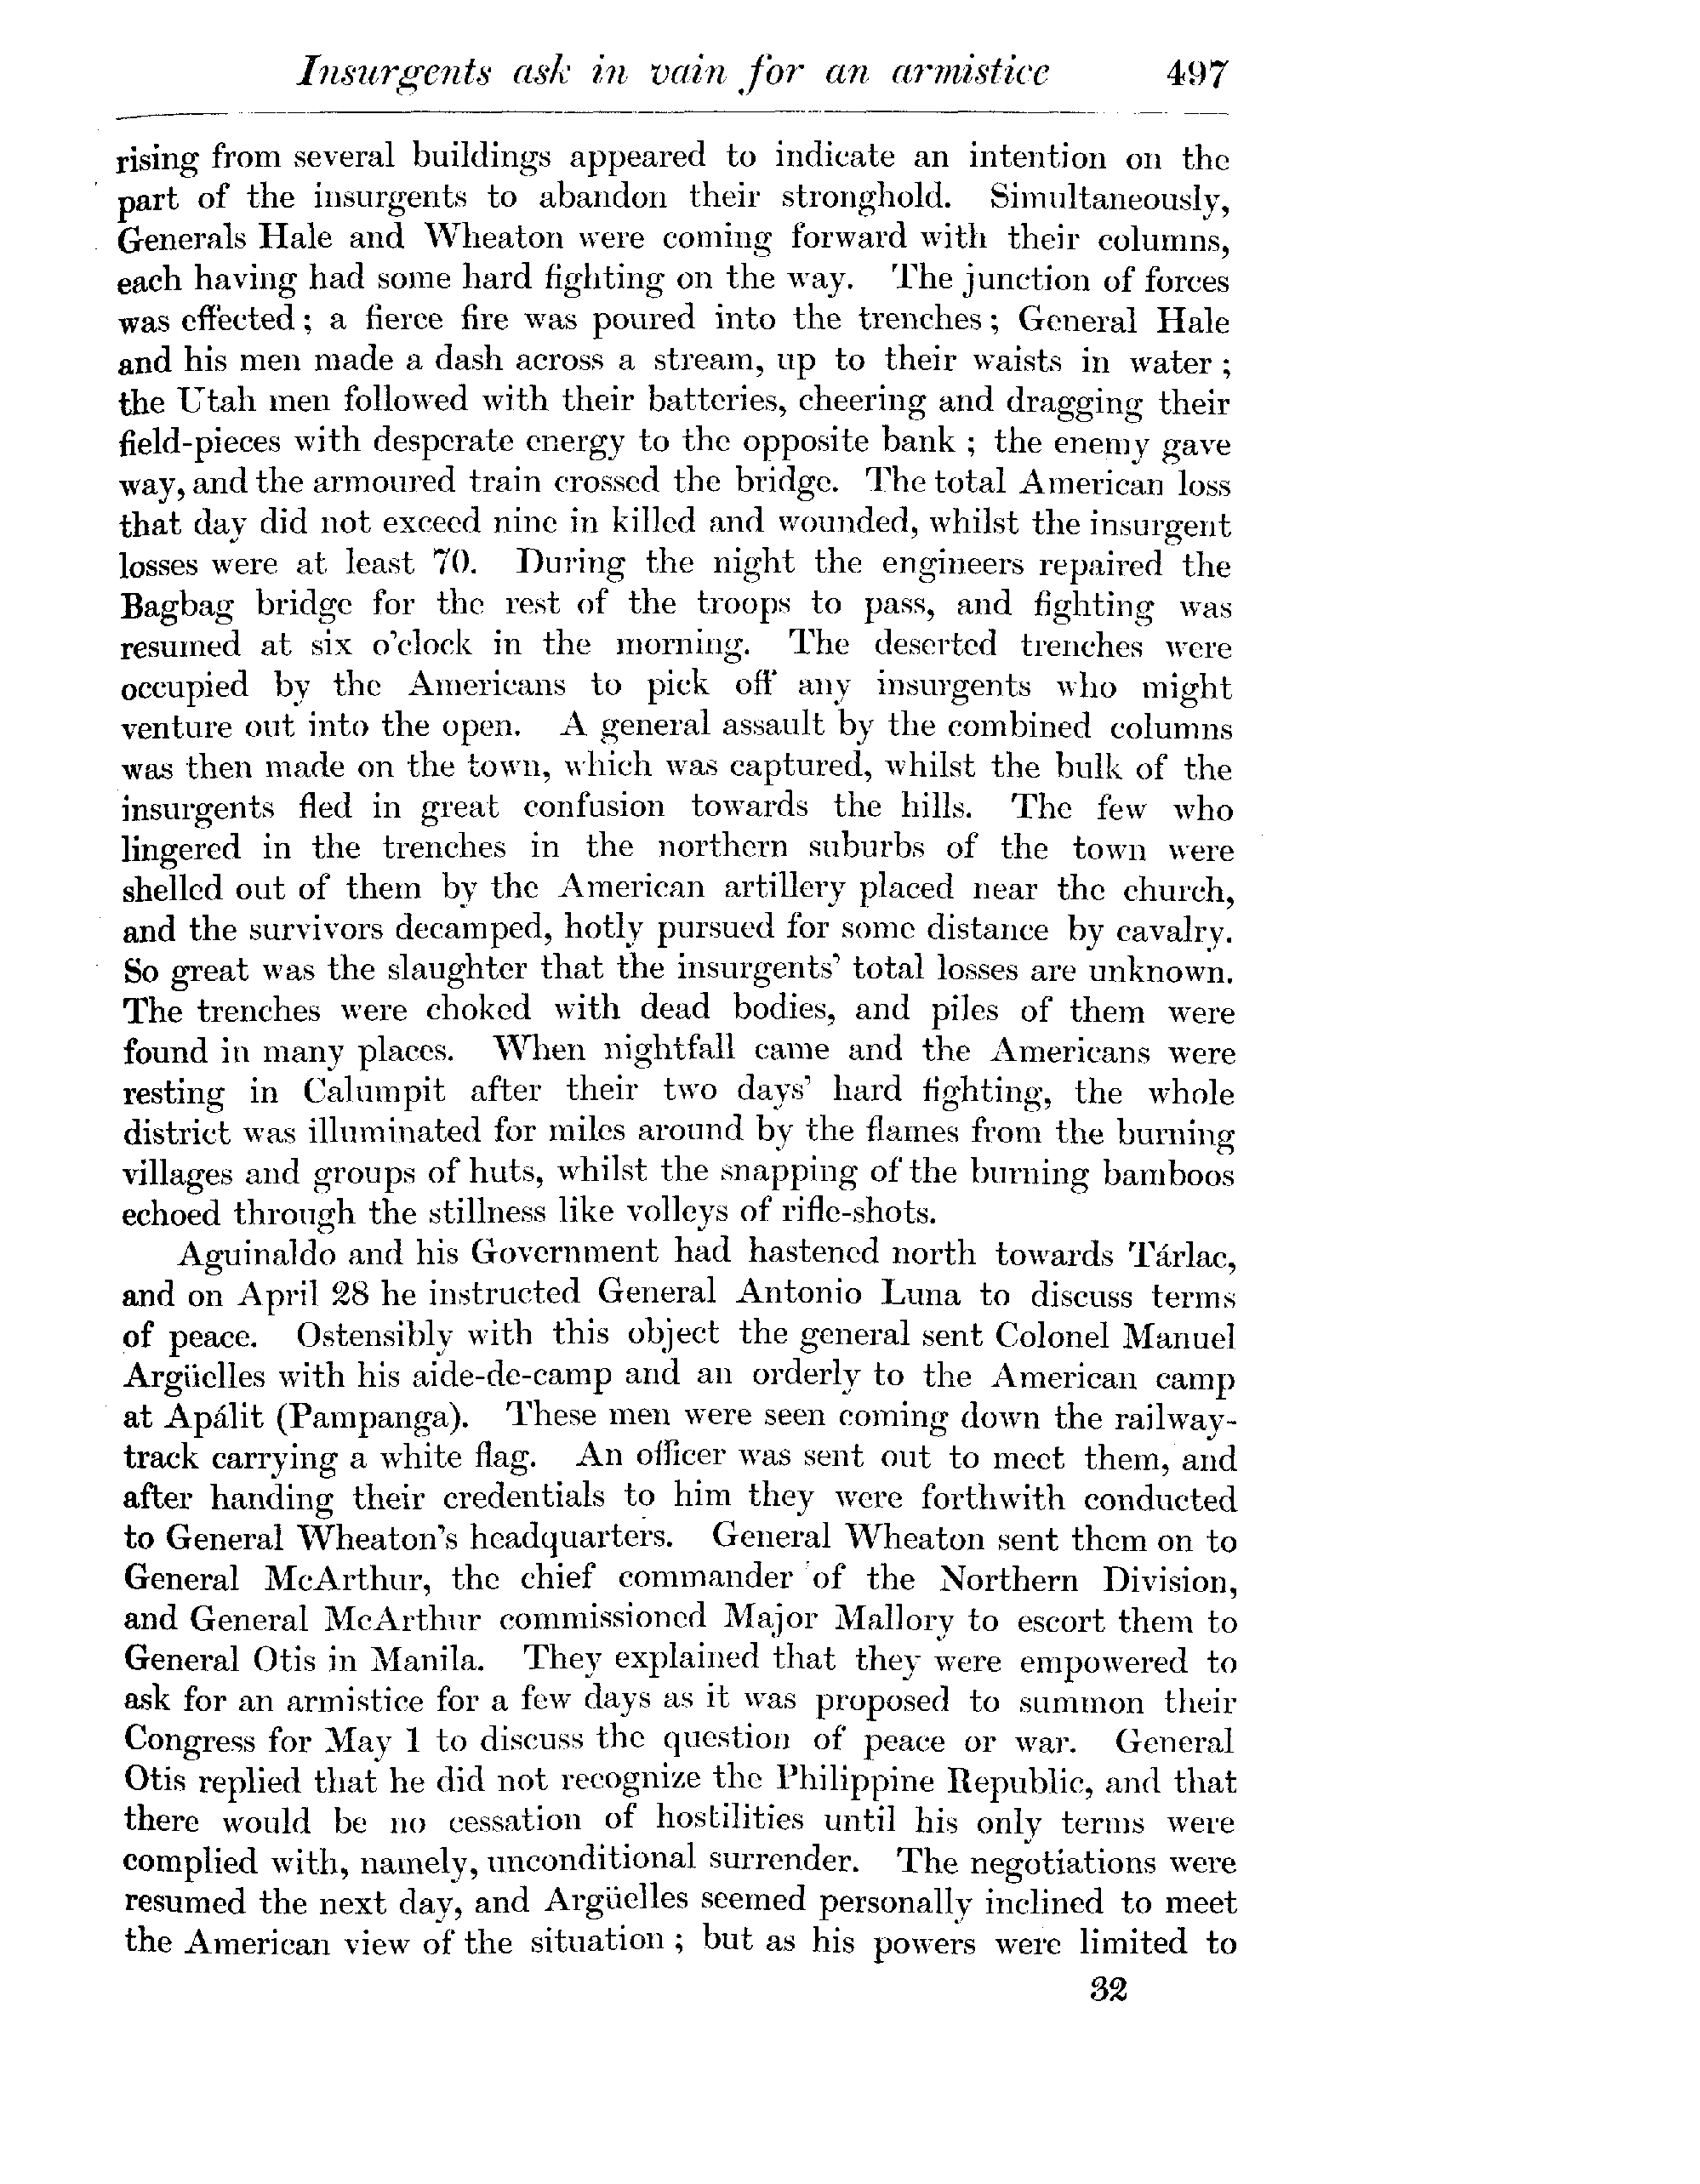 Insurgents ask in vain for an armistice 497
rising from several buildings appeared to indicate an intention on the
part of the insurgents to abandon their stronghold. Simultaneously,
Generals Hale and Wheaton were coming forward with their columns,
each having had some hard fighting on the way. The junction of forces
was effected; a fierce fire was poured into the trenches; General Hale
and his men made a dash across a stream, up to their waists in water;
the Utah men followed with their batteries, cheering and dragging their
field-pieces with desperate energy to the opposite bank; the enemy gave
way, and the armoured train crossed the bridge. The total American loss
that day did not exceed nine in killed and wounded, whilst the insurgent
losses were at least 70. During the night the engineers repaired the
Bagbag bridge for the rest of the troops to pass, and fighting was
resumed at six o'clock in the morning. The deserted trenches were
occupied by the Americans to pick off any insurgents who might
venture out into the open. A general assault by the combined columns
was then made on the town, which was captured, whilst the bulk of the
insurgents fled in great confusion towards the hills. The few who
lingered in the trenches in the northern suburbs of the town were
shelled out of them by the American artillery placed near the church,
and the survivors decamped, hotly pursued for some distance by cavalry.
So great was the slaughter that the insurgents' total losses are unknown.
The trenches were choked with dead bodies, and piles of them were
found in many places. When nightfall came and the Americans were
resting in Calumpit after their two days' hard fighting, the whole
district was illuminated for miles around by the flames from the burning
villages and groups of huts, whilst the snapping of the burning bamboos
echoed through the stillness like volleys of rifle-shots.
Aguinaldo and his Government had hastened north towards Tárlac,
and on April 28 he instructed General Antonio Luna to discuss terms
of peace. Ostensibly with this object the general sent Colonel Manuel
Argüelles with his aide-de-camp and an orderly to the American camp
at Apálit (Pampanga). These men were seen coming down the railway-
track carrying a white flag. An officer was sent out to meet them, and
after handing their credentials to him they were forthwith conducted
to General Wheaton's headquarters. General Wheaton sent them on to
General McArthur, the chief commander of the Northern Division,
and General McArthur commissioned Major Mallory to escort them to
General Otis in Manila. They explained that they were empowered to
ask for an armistice for a few days as it was proposed to summon their
Congress for May 1 to discuss the question of peace or war. General
Otis replied that he did not recognize the Philippine Republic, and that
there would be no cessation of hostilities until his only terms were
complied with, namely, unconditional surrender. The negotiations were
resumed the next day, and Argüelles seemed personally inclined to meet
the American view of the situation; but as his powers were limited to
32